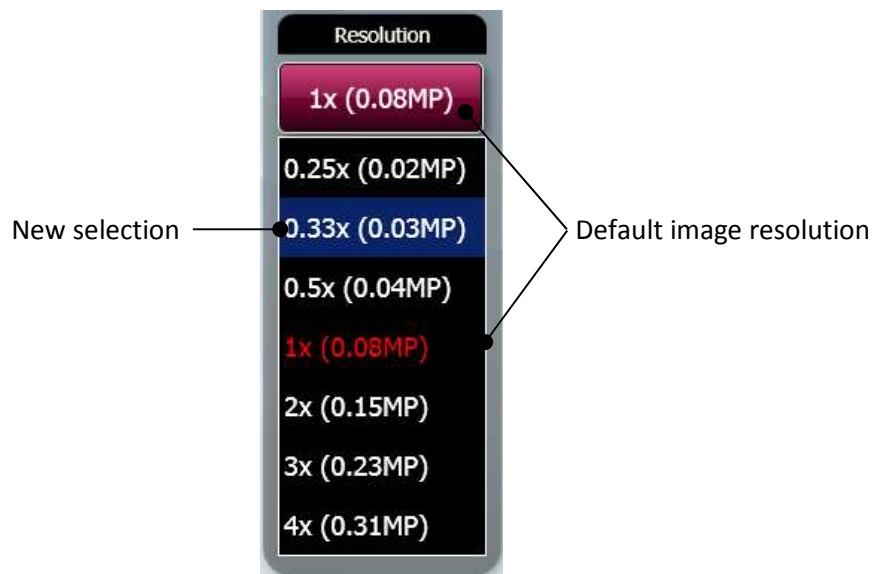 Resolution
1x (0.08MP)
0.25x (0.02MP)
New selection
0.33x (0.03MP)
Default image resolution
0.5x (0.04MP)
1x (0.08MP)
2x (0.15MP)
3x (0.23MP)
4x (0.31MP)